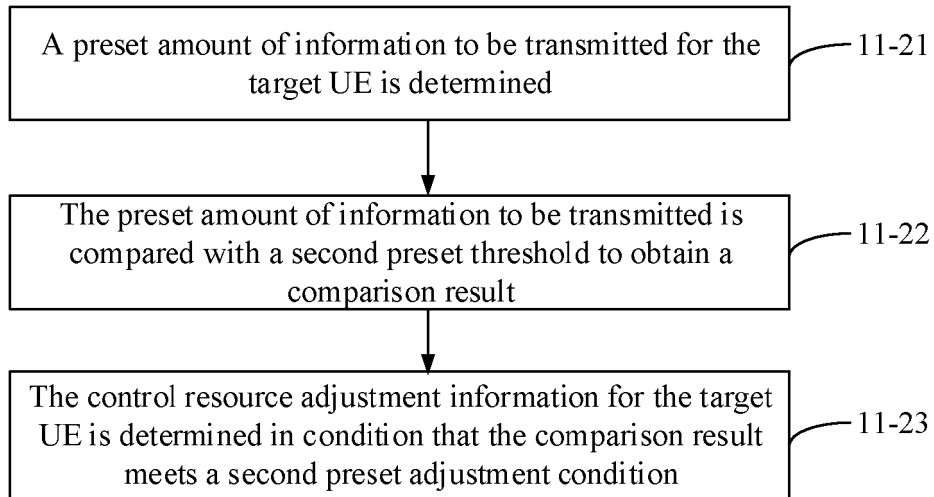 A preset amount of information to be transmitted for the
target UE is determined
11-21
The preset amount of information to be transmitted is
compared with a second preset threshold to obtain a
comparison result
11-22
The control resource adjustment information for the target
UE is determined in condition that the comparison result
meets a second preset adjustment condition
11-23